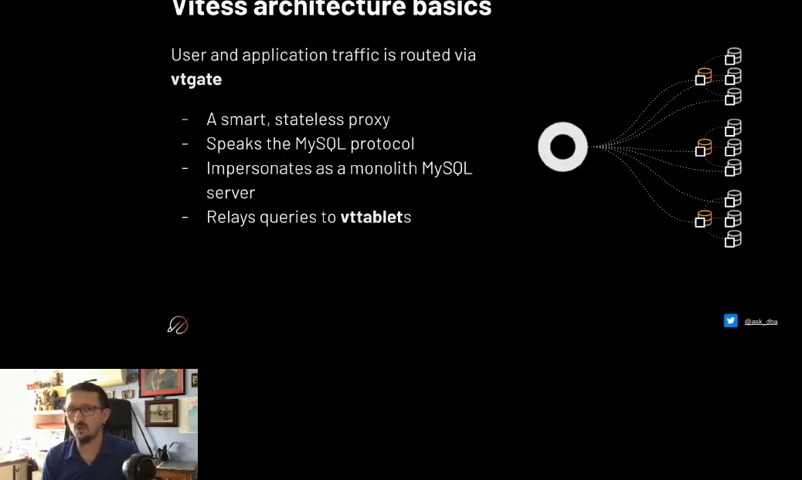 Vitess architecture basics
User and application traffic is routed via
vtgate
- A smart, stateless proxy
- Speaks the MySQL protocol
- Impersonates as a monolith MySQL
server
- Relays queries to vttablets
@ask_dba